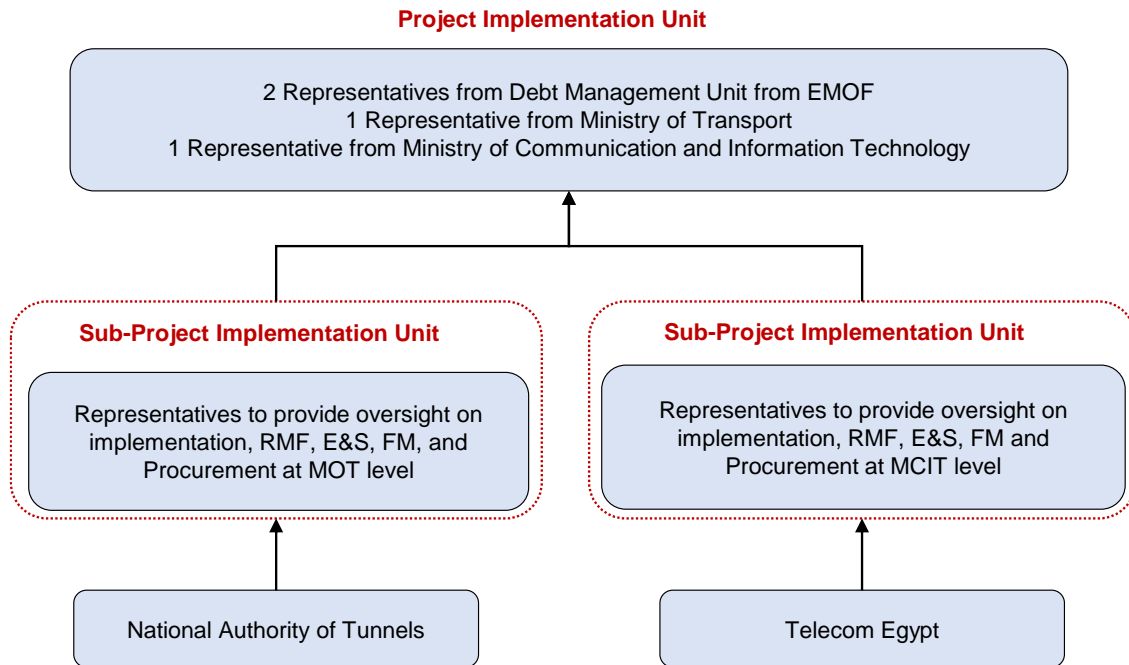 Project Implementation Unit
2 Representatives from Debt Management Unit from EMOF
1 Representative from Ministry of Transport
1 Representative from Ministry of Communication and Information Technology
Sub-Project Implementation Unit
Representatives to provide oversight on
implementation, RMF, E&S, FM, and
Procurement at MOT level
Sub-Project Implementation Unit
Representatives to provide oversight on
implementation, RMF, E&S, FM and
Procurement at MCIT level
National Authority of Tunnels
Telecom Egypt